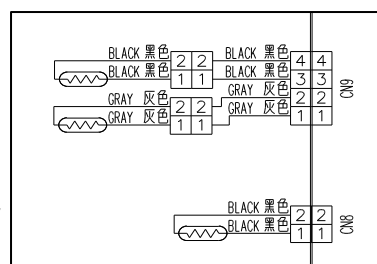 BLACK 黑色 2 2 BLACK 黑色 4 4
BLACK 黑色 1 1 BLACK 黑色 3 3
GRAY 灰色 2 2 GRAY 灰色 2 2
GRAY 灰色 1 1 GRAY 灰色 1 1
CN9
BLACK 黑色 2 2
BLACK 黑色 1 1
CN8